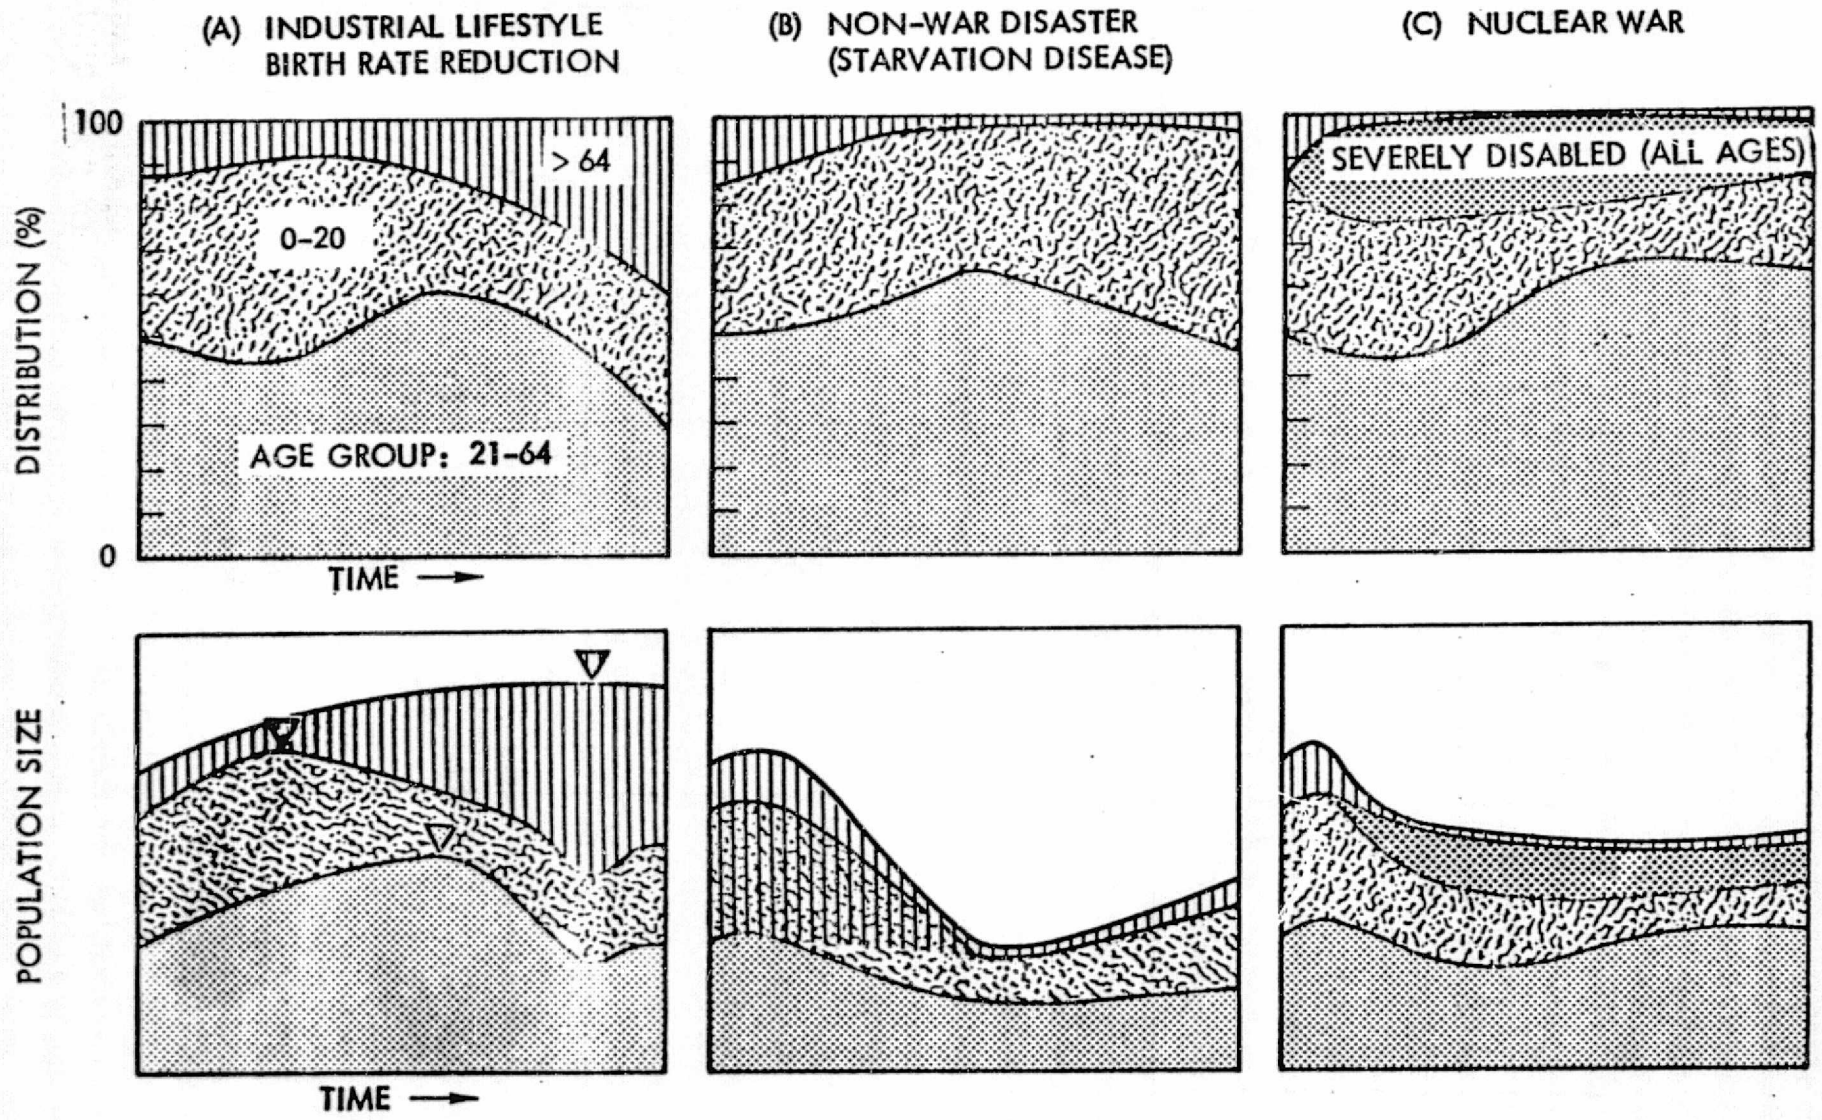 (A) INDUSTRIAL LIFESTYLE
BIRTH RATE REDUCTION
(B) NON-WAR DISASTER
(STARVATION DISEASE)
(C) NUCLEAR WAR
DISTRIBUTION (%)
100
0
> 64
0-20
AGE GROUP: 21-64
SEVERELY DISABLED (ALL AGES)
TIME →
POPULATION SIZE
TIME →